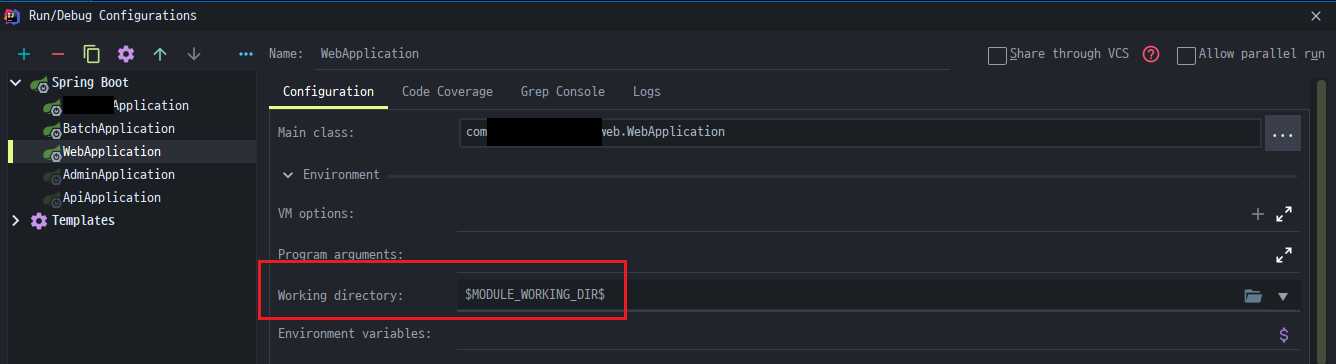 Run/Debug Configurations
Name: WebApplication
Share through VCS
?
Allow parallel run
Spring Boot
Application
BatchApplication
WebApplication
AdminApplication
ApiApplication
Templates
Configuration Code Coverage Grep Console Logs
Main class: com web.WebApplication ...
Environment
VM options:
Program arguments:
Working directory: $MODULE_WORKING_DIR$
Environment variables: $